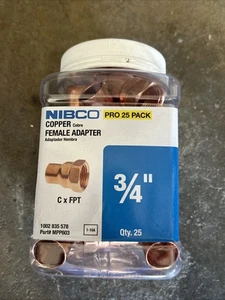 NIBCO PRO 25 PACK
COPPER Cobre
FEMALE ADAPTER
Adaptador Hembra
C x FPT
3/4"
1002 835 578
Part# MPP603
Qty. 25